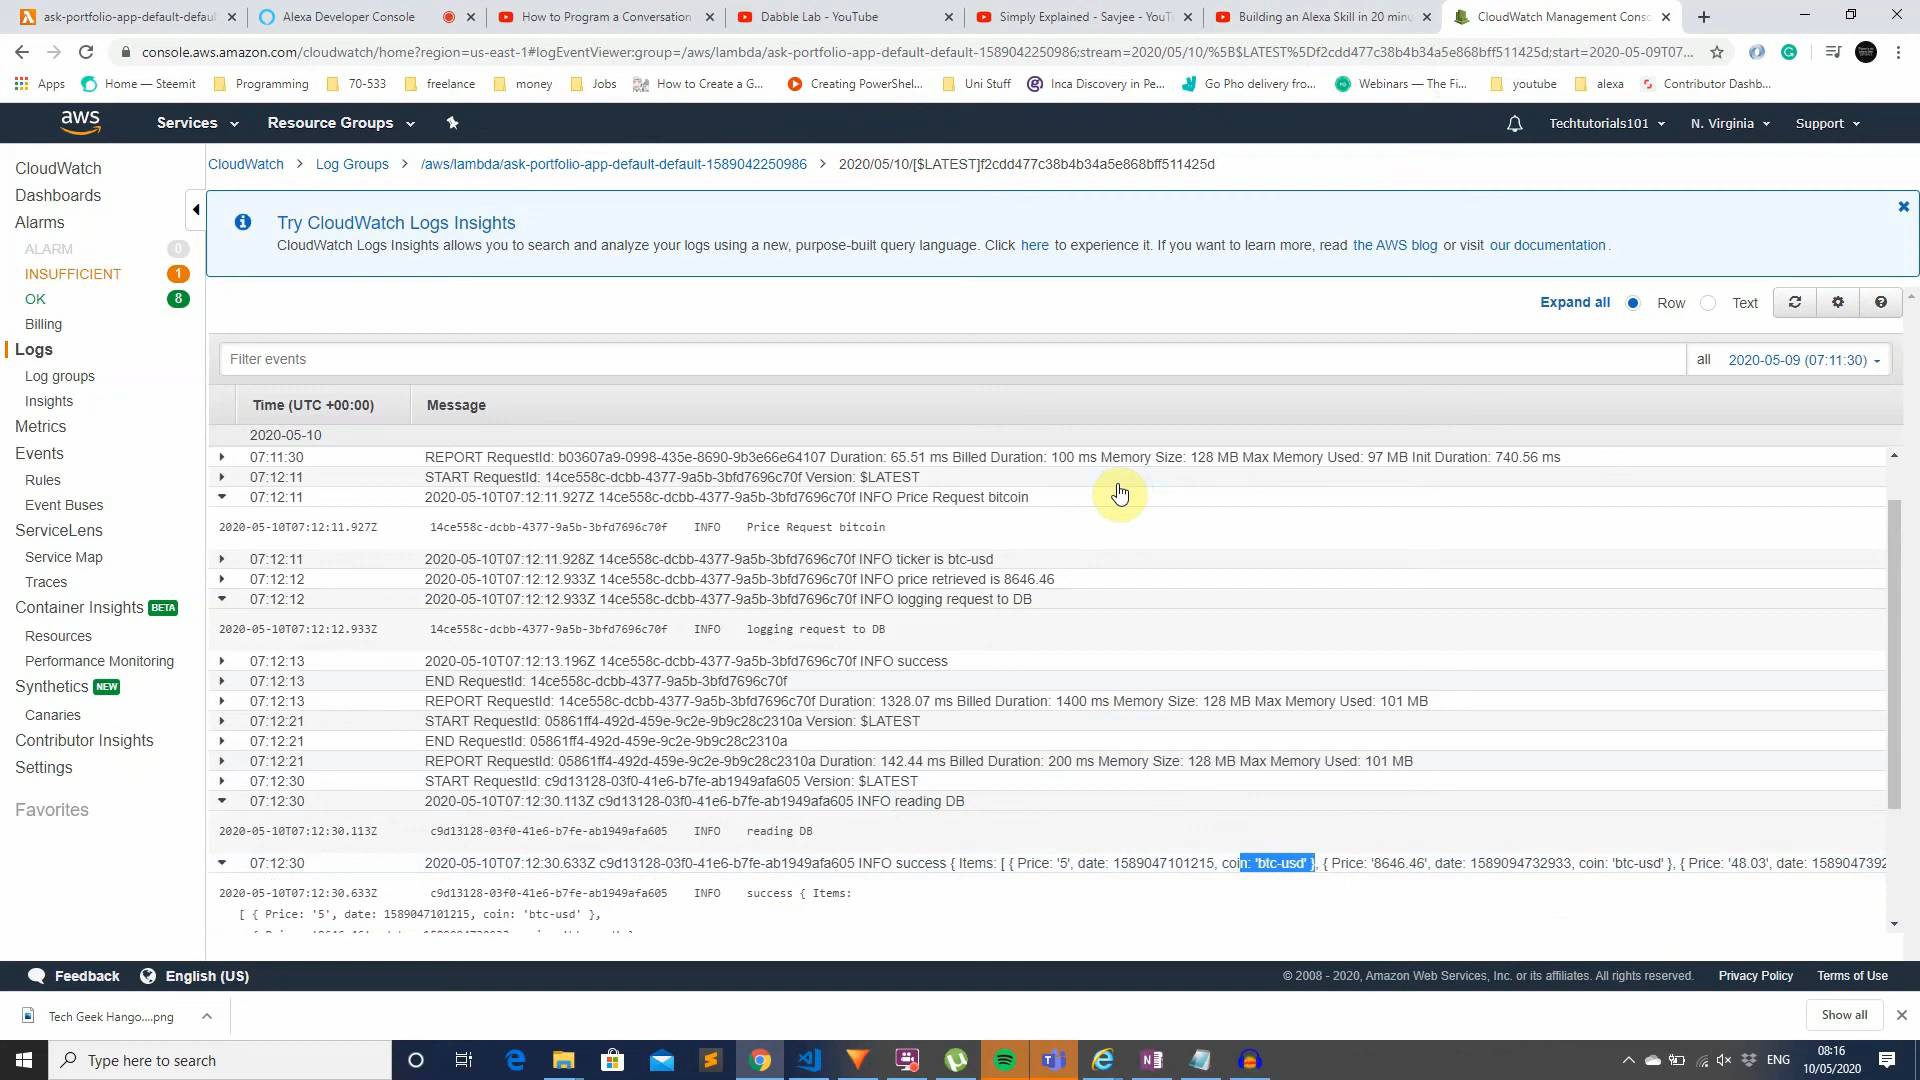 ask-portfolio-app-default-defaul
Alexa Developer Console
How to Program a Conversation
Dabble Lab - YouTube
Simply Explained - Savjee - YouT
Building an Alexa Skill in 20 minu
CloudWatch Management Consc
console.aws.amazon.com/cloudwatch/home?region=us-east-1#logEventViewer:group=/aws/lambda/ask-portfolio-app-default-default-1589042250986;stream=2020/05/10/%5B$LATEST%5Df2cdd477c38b4b34a5e868bff511425d;start=2020-05-09T07...
Apps
Home — Steemit
Programming
70-533
freelance
money
Jobs
How to Create a G...
Creating PowerShel...
Uni Stuff
Inca Discovery in Pe...
Go Pho delivery fro...
Webinars — The Fi...
youtube
alexa
Contributor Dashb...
aws
Services
Resource Groups
Techtutorials101
N. Virginia
Support
CloudWatch
Dashboards
Alarms
ALARM 0
INSUFFICIENT 1
OK 8
Billing
Logs
Log groups
Insights
Metrics
Events
Rules
Event Buses
ServiceLens
Service Map
Traces
Container Insights BETA
Resources
Performance Monitoring
Synthetics NEW
Canaries
Contributor Insights
Settings
Favorites
CloudWatch
Log Groups
/aws/lambda/ask-portfolio-app-default-default-1589042250986
2020/05/10/[$LATEST]f2cdd477c38b4b34a5e868bff511425d
Try CloudWatch Logs Insights
CloudWatch Logs Insights allows you to search and analyze your logs using a new, purpose-built query language. Click here to experience it. If you want to learn more, read the AWS blog or visit our documentation.
Expand all
Row
Text
Filter events
all 2020-05-09 (07:11:30)
Time (UTC +00:00) Message
2020-05-10
07:11:30 REPORT RequestId: b03607a9-0998-435e-8690-9b3e66e64107 Duration: 65.51 ms Billed Duration: 100 ms Memory Size: 128 MB Max Memory Used: 97 MB Init Duration: 740.56 ms
07:12:11 START RequestId: 14ce558c-dcbb-4377-9a5b-3bfd7696c70f Version: $LATEST
07:12:11 2020-05-10T07:12:11.927Z 14ce558c-dcbb-4377-9a5b-3bfd7696c70f INFO Price Request bitcoin
2020-05-10T07:12:11.927Z 14ce558c-dcbb-4377-9a5b-3bfd7696c70f INFO Price Request bitcoin
07:12:11 2020-05-10T07:12:11.928Z 14ce558c-dcbb-4377-9a5b-3bfd7696c70f INFO ticker is btc-usd
07:12:12 2020-05-10T07:12:12.933Z 14ce558c-dcbb-4377-9a5b-3bfd7696c70f INFO price retrieved is 8646.46
07:12:12 2020-05-10T07:12:12.933Z 14ce558c-dcbb-4377-9a5b-3bfd7696c70f INFO logging request to DB
2020-05-10T07:12:12.933Z 14ce558c-dcbb-4377-9a5b-3bfd7696c70f INFO logging request to DB
07:12:13 2020-05-10T07:12:13.196Z 14ce558c-dcbb-4377-9a5b-3bfd7696c70f INFO success
07:12:13 END RequestId: 14ce558c-dcbb-4377-9a5b-3bfd7696c70f
07:12:13 REPORT RequestId: 14ce558c-dcbb-4377-9a5b-3bfd7696c70f Duration: 1328.07 ms Billed Duration: 1400 ms Memory Size: 128 MB Max Memory Used: 101 MB
07:12:21 START RequestId: 05861ff4-492d-459e-9c2e-9b9c28c2310a Version: $LATEST
07:12:21 END RequestId: 05861ff4-492d-459e-9c2e-9b9c28c2310a
07:12:21 REPORT RequestId: 05861ff4-492d-459e-9c2e-9b9c28c2310a Duration: 142.44 ms Billed Duration: 200 ms Memory Size: 128 MB Max Memory Used: 101 MB
07:12:30 START RequestId: c9d13128-03f0-41e6-b7fe-ab1949afa605 Version: $LATEST
07:12:30 2020-05-10T07:12:30.113Z c9d13128-03f0-41e6-b7fe-ab1949afa605 INFO reading DB
2020-05-10T07:12:30.113Z c9d13128-03f0-41e6-b7fe-ab1949afa605 INFO reading DB
07:12:30 2020-05-10T07:12:30.633Z c9d13128-03f0-41e6-b7fe-ab1949afa605 INFO success { Items: [ { Price: '5', date: 1589047101215, coin: 'btc-usd' }, { Price: '8646.46', date: 1589094732933, coin: 'btc-usd' }, { Price: '48.03', date: 1589047392
2020-05-10T07:12:30.633Z c9d13128-03f0-41e6-b7fe-ab1949afa605 INFO success { Items:
[ { Price: '5', date: 1589047101215, coin: 'btc-usd' },
Feedback
English (US)
© 2008 - 2020, Amazon Web Services, Inc. or its affiliates. All rights reserved.
Privacy Policy
Terms of Use
Tech Geek Hango....png
Show all
Type here to search
ENG
08:16
10/05/2020